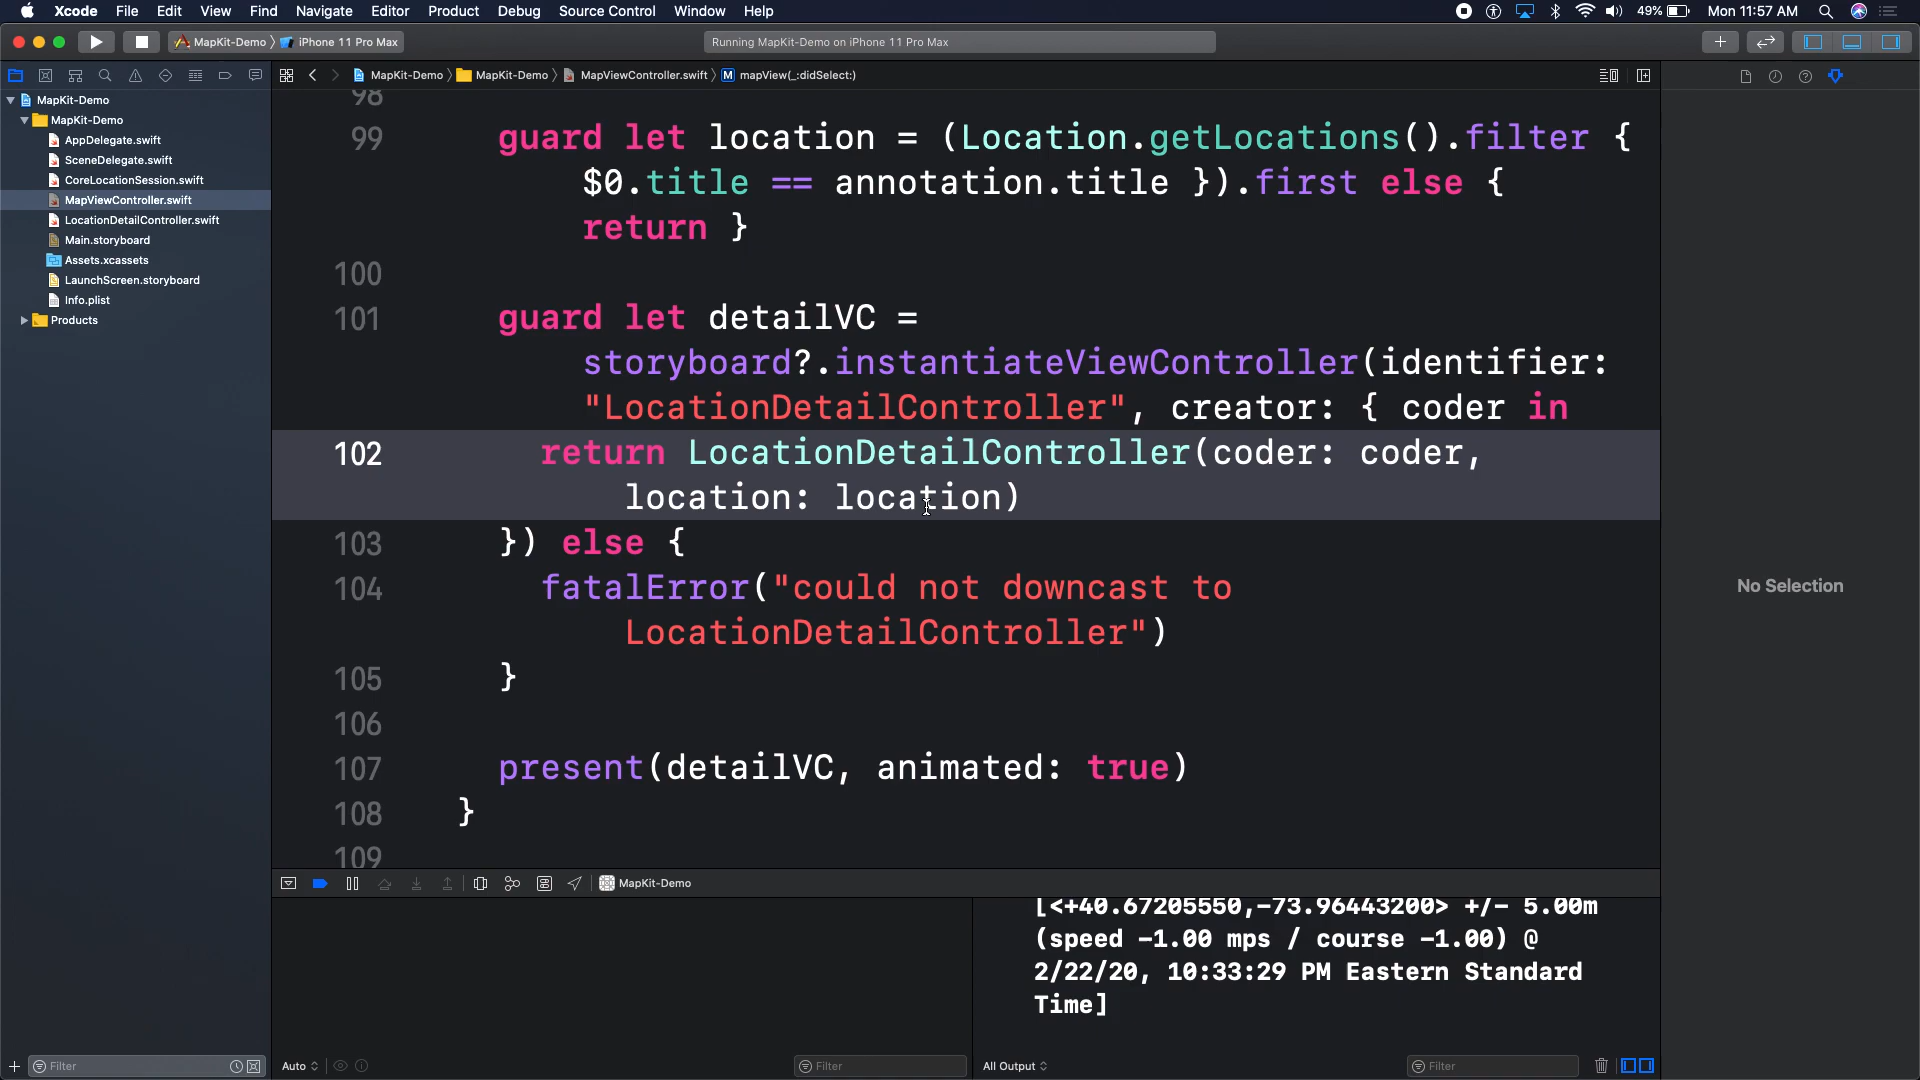 Xcode File Edit View Find Navigate Editor Product Debug Source Control Window Help 49% Mon 11:57 AM
MapKit-Demo iPhone 11 Pro Max Running MapKit-Demo on iPhone 11 Pro Max
MapKit-Demo MapKit-Demo MapViewController.swift M mapView(_:didSelect:)
MapKit-Demo
MapKit-Demo
AppDelegate.swift
SceneDelegate.swift
CoreLocationSession.swift
MapViewController.swift
LocationDetailController.swift
Main.storyboard
Assets.xcassets
LaunchScreen.storyboard
Info.plist
Products
Filter
98
99 guard let location = (Location.getLocations().filter {
$0.title == annotation.title }).first else {
return }
100
101 guard let detailVC =
storyboard?.instantiateViewController(identifier:
"LocationDetailController", creator: { coder in
102 return LocationDetailController(coder: coder,
location: location)
103 }) else {
104 fatalError("could not downcast to
LocationDetailController")
105 }
106
107 present(detailVC, animated: true)
108 }
109
No Selection
MapKit-Demo
[<+40.67205550,-73.96443200> +/- 5.00m
(speed -1.00 mps / course -1.00) @
2/22/20, 10:33:29 PM Eastern Standard
Time]
Auto Filter All Output Filter